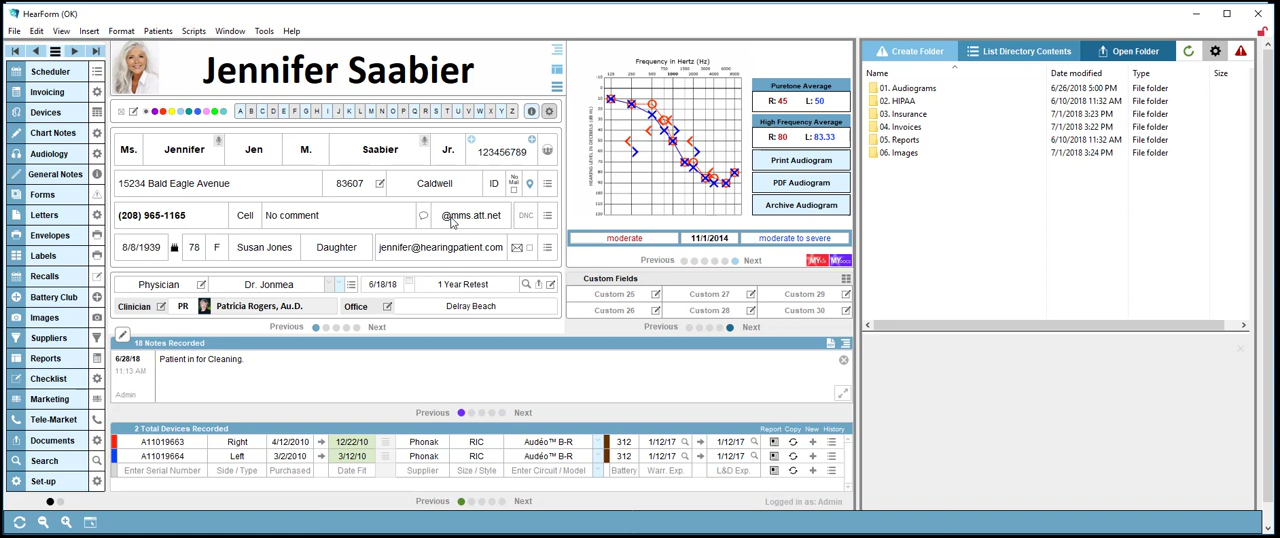 HearForm (OK)
File Edit View Insert Format Patients Scripts Window Tools Help
Scheduler
Invoicing
Devices
Chart Notes
Audiology
General Notes
Forms
Letters
Envelopes
Labels
Recalls
Battery Club
Images
Suppliers
Reports
Checklist
Marketing
Tele-Market
Documents
Search
Set-up
Jennifer Saabier
A B C D E F G H I J K L M N O P Q R S T U V W X Y Z
Ms. Jennifer Jen M. Saabier Jr. 123456789
15234 Bald Eagle Avenue 83607 Caldwell ID No Mail
(208) 965-1165 Cell No comment @mms.att.net DNC
8/8/1939 78 F Susan Jones Daughter jennifer@hearingpatient.com
Physician Dr. Jonmea 6/18/18 1 Year Retest
Clinician PR Patricia Rogers, Au.D. Office Delray Beach
Previous Next
18 Notes Recorded
6/28/18 Patient in for Cleaning.
11:13 AM
Admin
Previous Next
2 Total Devices Recorded Report Copy New History
A11019663 Right 4/12/2010 12/22/10 Phonak RIC Audéo™ B-R 312 1/12/17 1/12/17
A11019664 Left 3/2/2010 3/12/10 Phonak RIC Audéo™ B-R 312 1/12/17 1/12/17
Enter Serial Number Side / Type Purchased Date Fit Supplier Size / Style Enter Circuit / Model Battery Warr. Exp. L&D Exp.
Previous Next Logged in as: Admin
Frequency in Hertz (Hz)
Puretone Average
R: 45 L: 50
High Frequency Average
R: 80 L: 83.33
Print Audiogram
PDF Audiogram
Archive Audiogram
moderate 11/1/2014 moderate to severe
Previous Next
Custom Fields
Custom 25 Custom 27 Custom 29
Custom 26 Custom 28 Custom 30
Previous Next
Create Folder List Directory Contents Open Folder
Name Date modified Type Size
01. Audiograms 6/26/2018 5:00 PM File folder
02. HIPAA 6/10/2018 11:32 AM File folder
03. Insurance 7/1/2018 3:23 PM File folder
04. Invoices 7/1/2018 3:22 PM File folder
05. Reports 6/10/2018 11:32 AM File folder
06. Images 7/1/2018 3:24 PM File folder